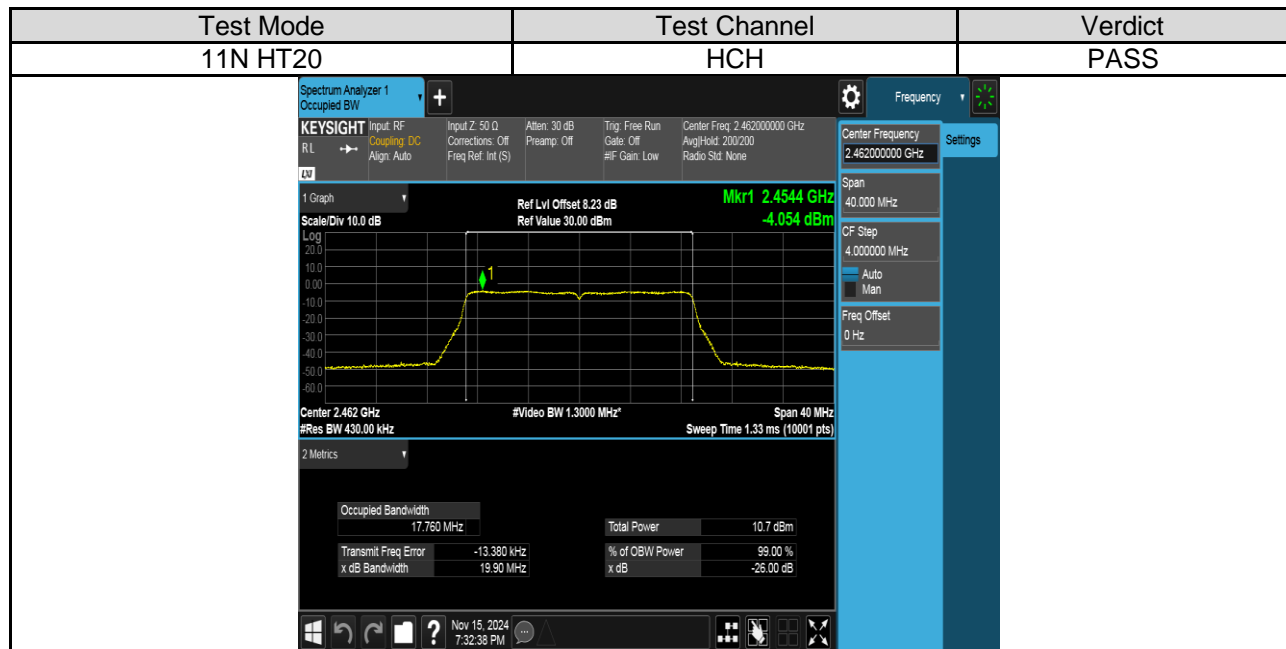 Test Mode Test Channel Verdict
11N HT20 HCH PASS
Spectrum Analyzer 1
Occupied BW
+
Frequency
KEYSIGHT Input: RF Input Z: 50 Ω Atten: 30 dB Trig: Free Run Center Freq: 2.462000000 GHz
RL Coupling: DC Corrections: Off Preamp: Off Gate: Off Avg|Hold: 200/200
Align: Auto Freq Ref: Int (S) #IF Gain: Low Radio Std: None
LXI
Center Frequency
2.462000000 GHz
Settings
Span
40.000 MHz
CF Step
4.000000 MHz
Auto
Man
Freq Offset
0 Hz
1 Graph Ref Lvl Offset 8.23 dB Mkr1 2.4544 GHz
Scale/Div 10.0 dB Ref Value 30.00 dBm -4.054 dBm
Log
20.0
10.0
1
0.00
-10.0
-20.0
-30.0
-40.0
-50.0
-60.0
Center 2.462 GHz #Video BW 1.3000 MHz* Span 40 MHz
#Res BW 430.00 kHz Sweep Time 1.33 ms (10001 pts)
2 Metrics
Occupied Bandwidth
17.760 MHz Total Power 10.7 dBm
Transmit Freq Error -13.380 kHz % of OBW Power 99.00 %
x dB Bandwidth 19.90 MHz x dB -26.00 dB
? Nov 15, 2024
7:32:38 PM